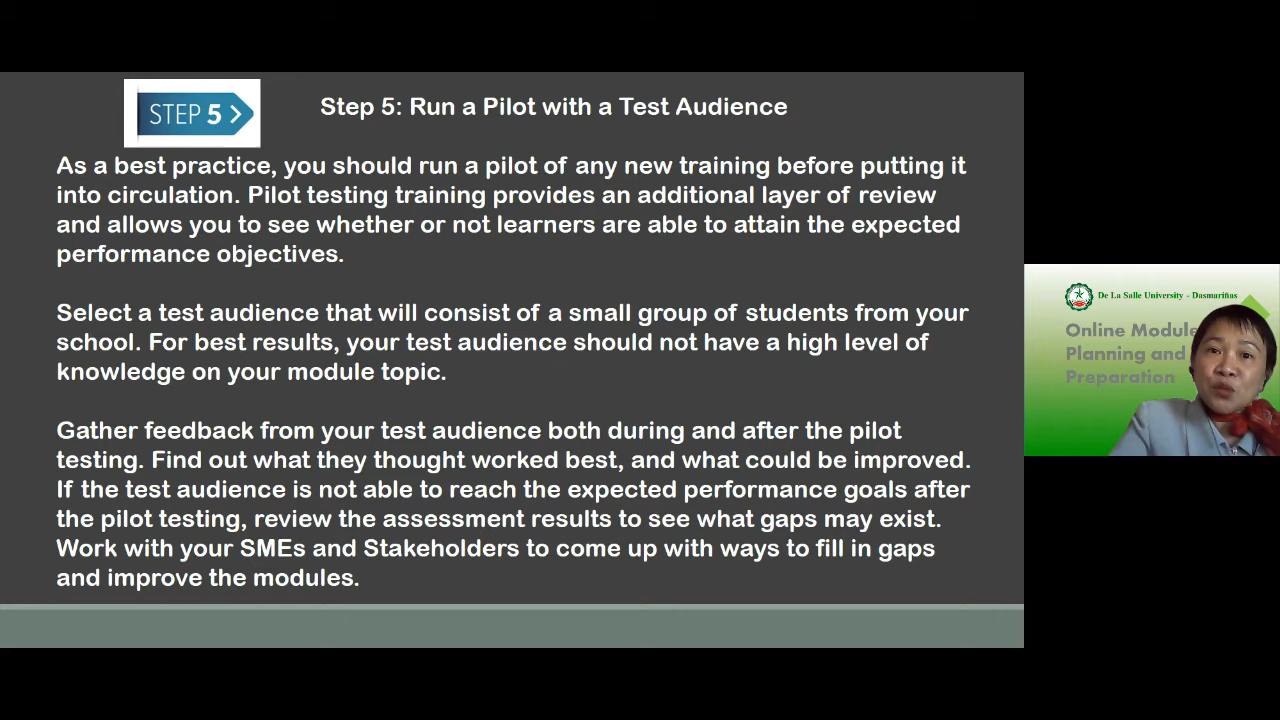 STEP 5
Step 5: Run a Pilot with a Test Audience
As a best practice, you should run a pilot of any new training before putting it
into circulation. Pilot testing training provides an additional layer of review
and allows you to see whether or not learners are able to attain the expected
performance objectives.
Select a test audience that will consist of a small group of students from your
school. For best results, your test audience should not have a high level of
knowledge on your module topic.
Gather feedback from your test audience both during and after the pilot
testing. Find out what they thought worked best, and what could be improved.
If the test audience is not able to reach the expected performance goals after
the pilot testing, review the assessment results to see what gaps may exist.
Work with your SMEs and Stakeholders to come up with ways to fill in gaps
and improve the modules.
De La Salle University - Dasmariñas
Online Module
Planning and
Preparation